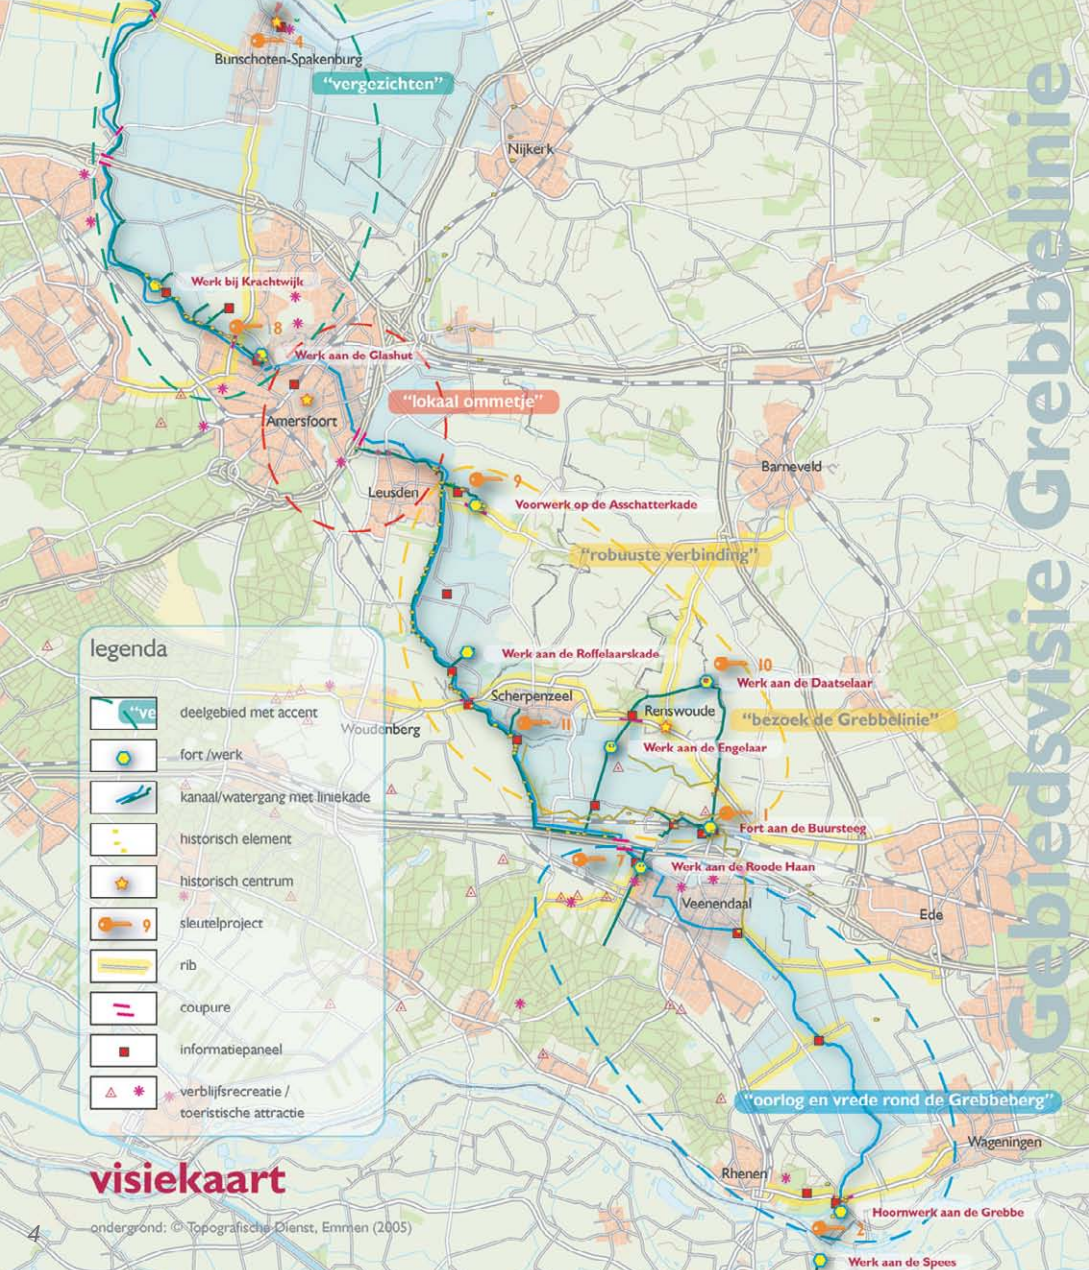 4
Bunschoten-Spakenburg
"vergezichten"
Nijkerk
Werk bij Krachtwijk
8
Werk aan de Glashut
"lokaal ommetje"
Amersfoort
Barneveld
Leusden
9
Voorwerk op de Asschatterkade
"robuuste verbinding"
Werk aan de Roffelaarskade
10
Werk aan de Daatselaar
Scherpenzeel
Renswoude
"bezoek de Grebbelinie"
11
Woudenberg
Werk aan de Engelaar
1
Fort aan de Buursteeg
7
Werk aan de Roode Haan
Veenendaal
Ede
"oorlog en vrede rond de Grebbeberg"
Wageningen
Rhenen
Hoornwerk aan de Grebbe
2
Werk aan de Spees
legenda
"ve
deelgebied met accent
fort /werk
kanaal/watergang met liniekade
historisch element
historisch centrum
9
sleutelproject
rib
coupure
informatiepaneel
verblijfsrecreatie /
toeristische attractie
visiekaart
4
ondergrond: © Topografische Dienst, Emmen (2005)
Gebiedsvisie Grebbelinie